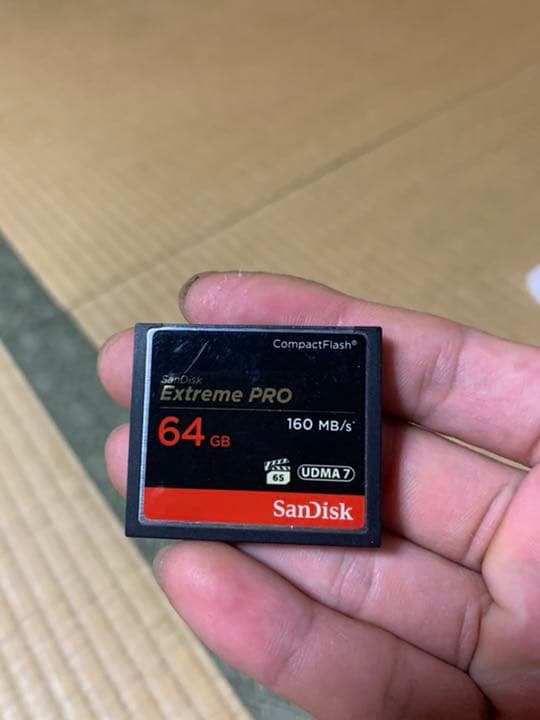 CompactFlash®
SanDisk
Extreme PRO
64 GB
160 MB/s*
65
UDMA 7
SanDisk